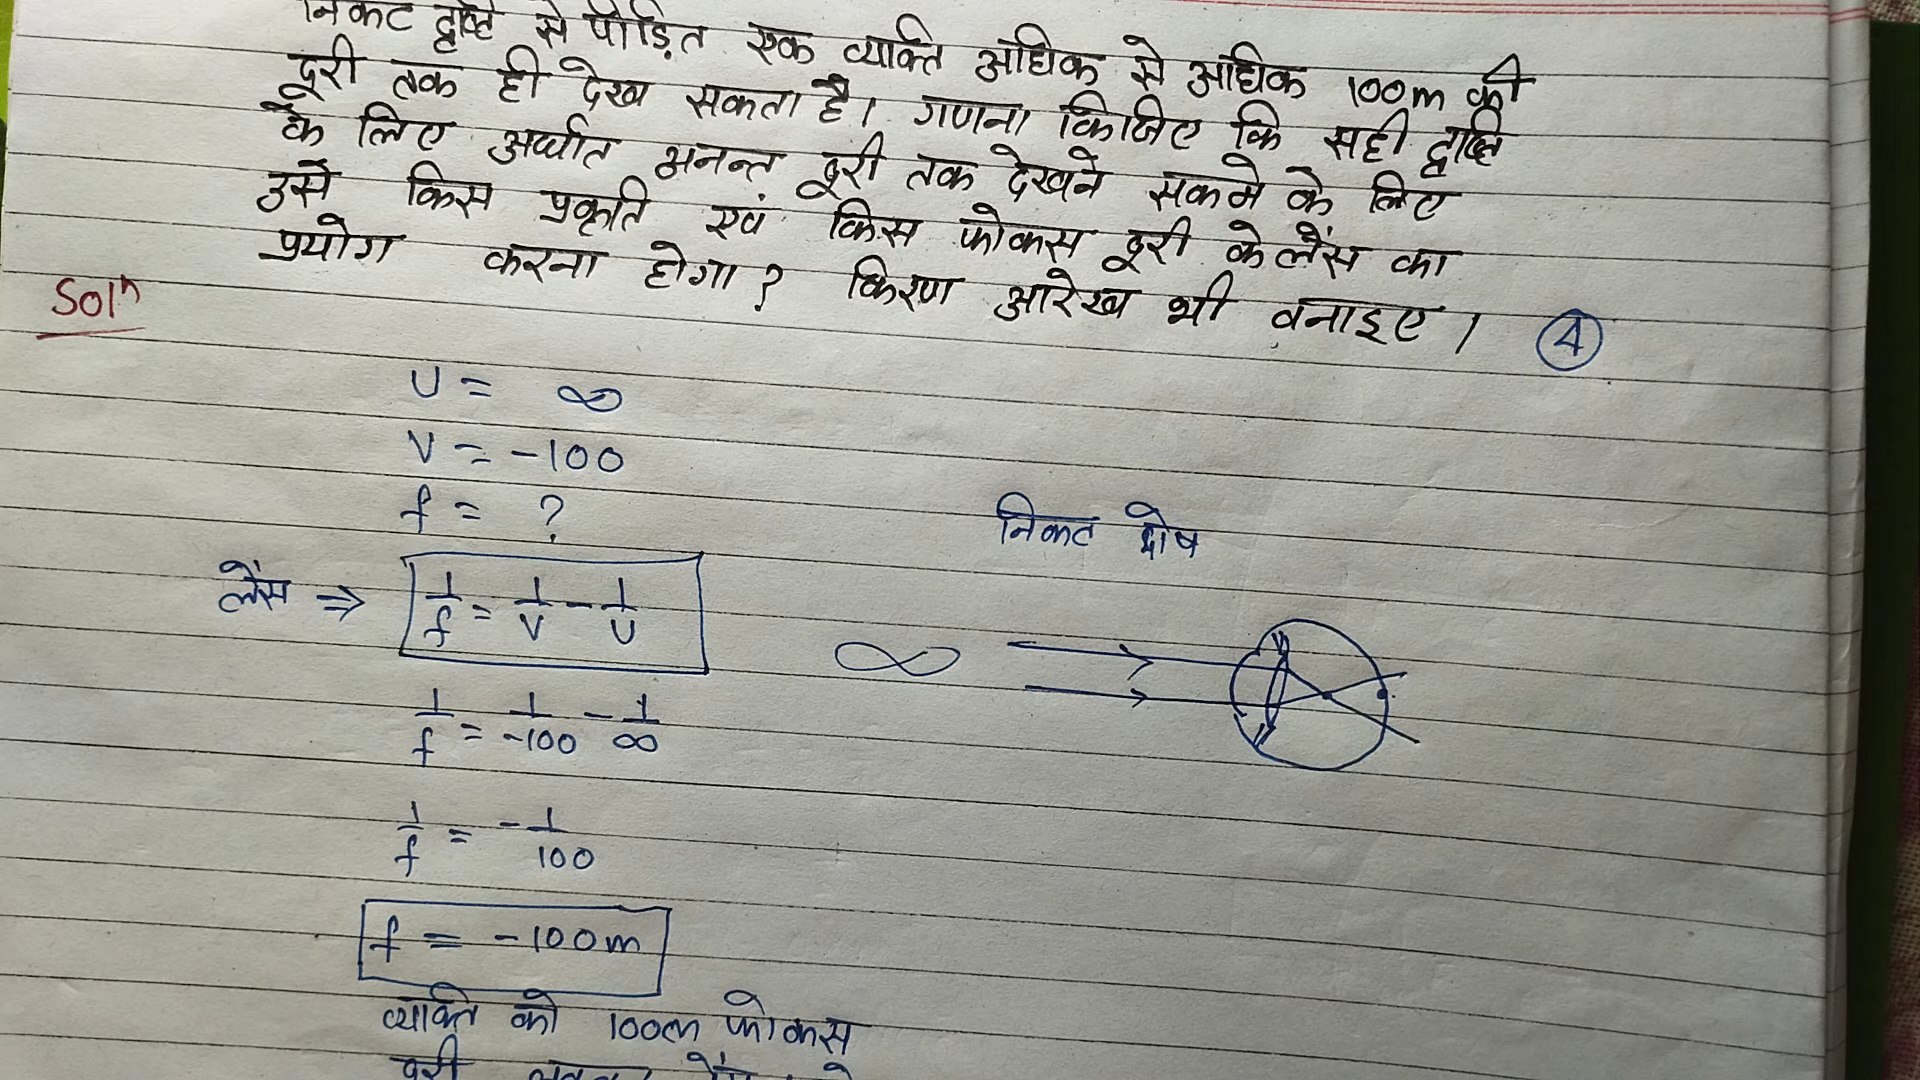 निकट दृष्टि से पीड़ित एक व्यक्ति अधिक से अधिक 100m की
दूरी तक ही देख सकता है। गणना किजिए कि सही दृष्टि
के लिए अर्थात अनन्त दूरी तक देखने सकने के लिए
उसे किस प्रकृति एवं किस फोकस दूरी के लैंस का
प्रयोग करना होगा? किरण आरेख भी बनाइए। 4
Solⁿ
U = ∞
V = -100
f = ?
लैंस ⇒ 1/f = 1/V - 1/U
1/f = 1/-100 - 1/∞
1/f = -1/100
f = -100m
व्यक्ति को 100m फोकस
दूरी
निकट दोष
∞